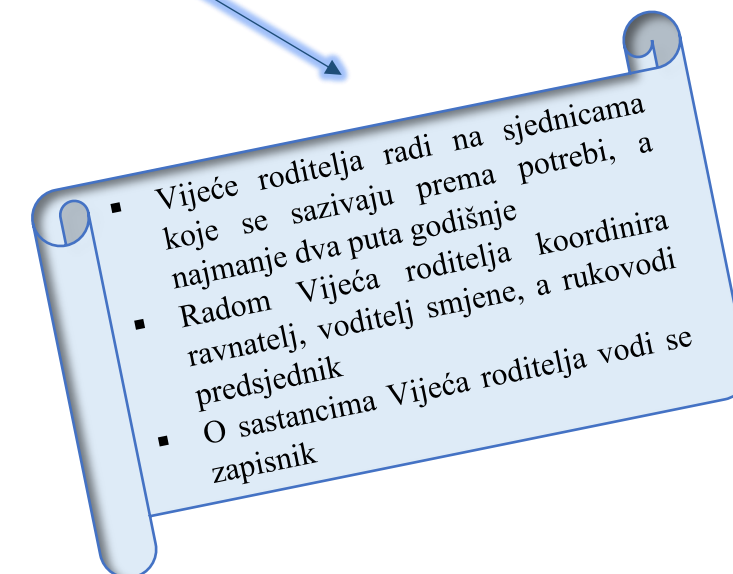 ▪ Vijeće roditelja radi na sjednicama
koje se sazivaju prema potrebi, a
najmanje dva puta godišnje
▪ Radom Vijeća roditelja koordinira
ravnatelj, voditelj smjene, a rukovodi
predsjednik
▪ O sastancima Vijeća roditelja vodi se
zapisnik